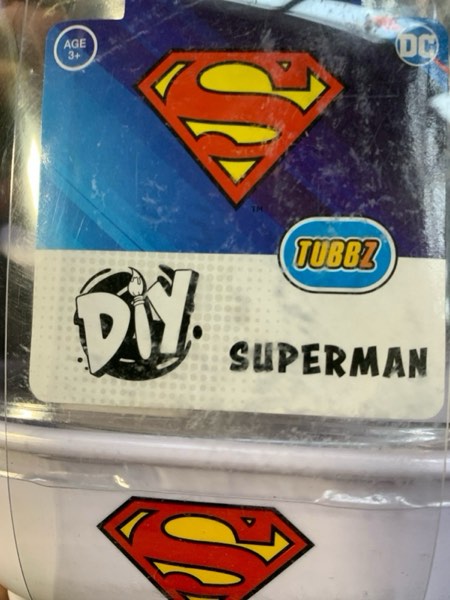 AGE
3+
DC
S
TM
TUBBZ
DIY
SUPERMAN
S